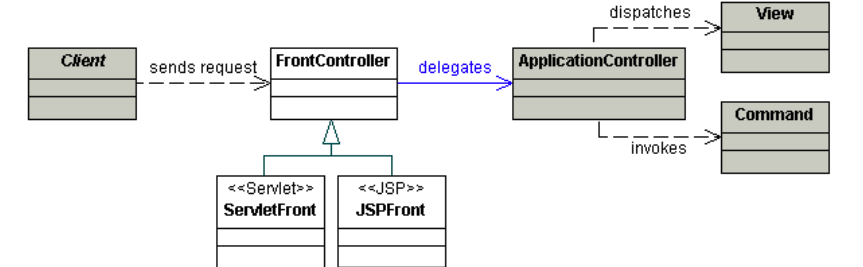 dispatches
View
Client
sends request
FrontController
delegates
ApplicationController
Command
invokes
<<Servlet>>
ServletFront
<<JSP>>
JSPFront